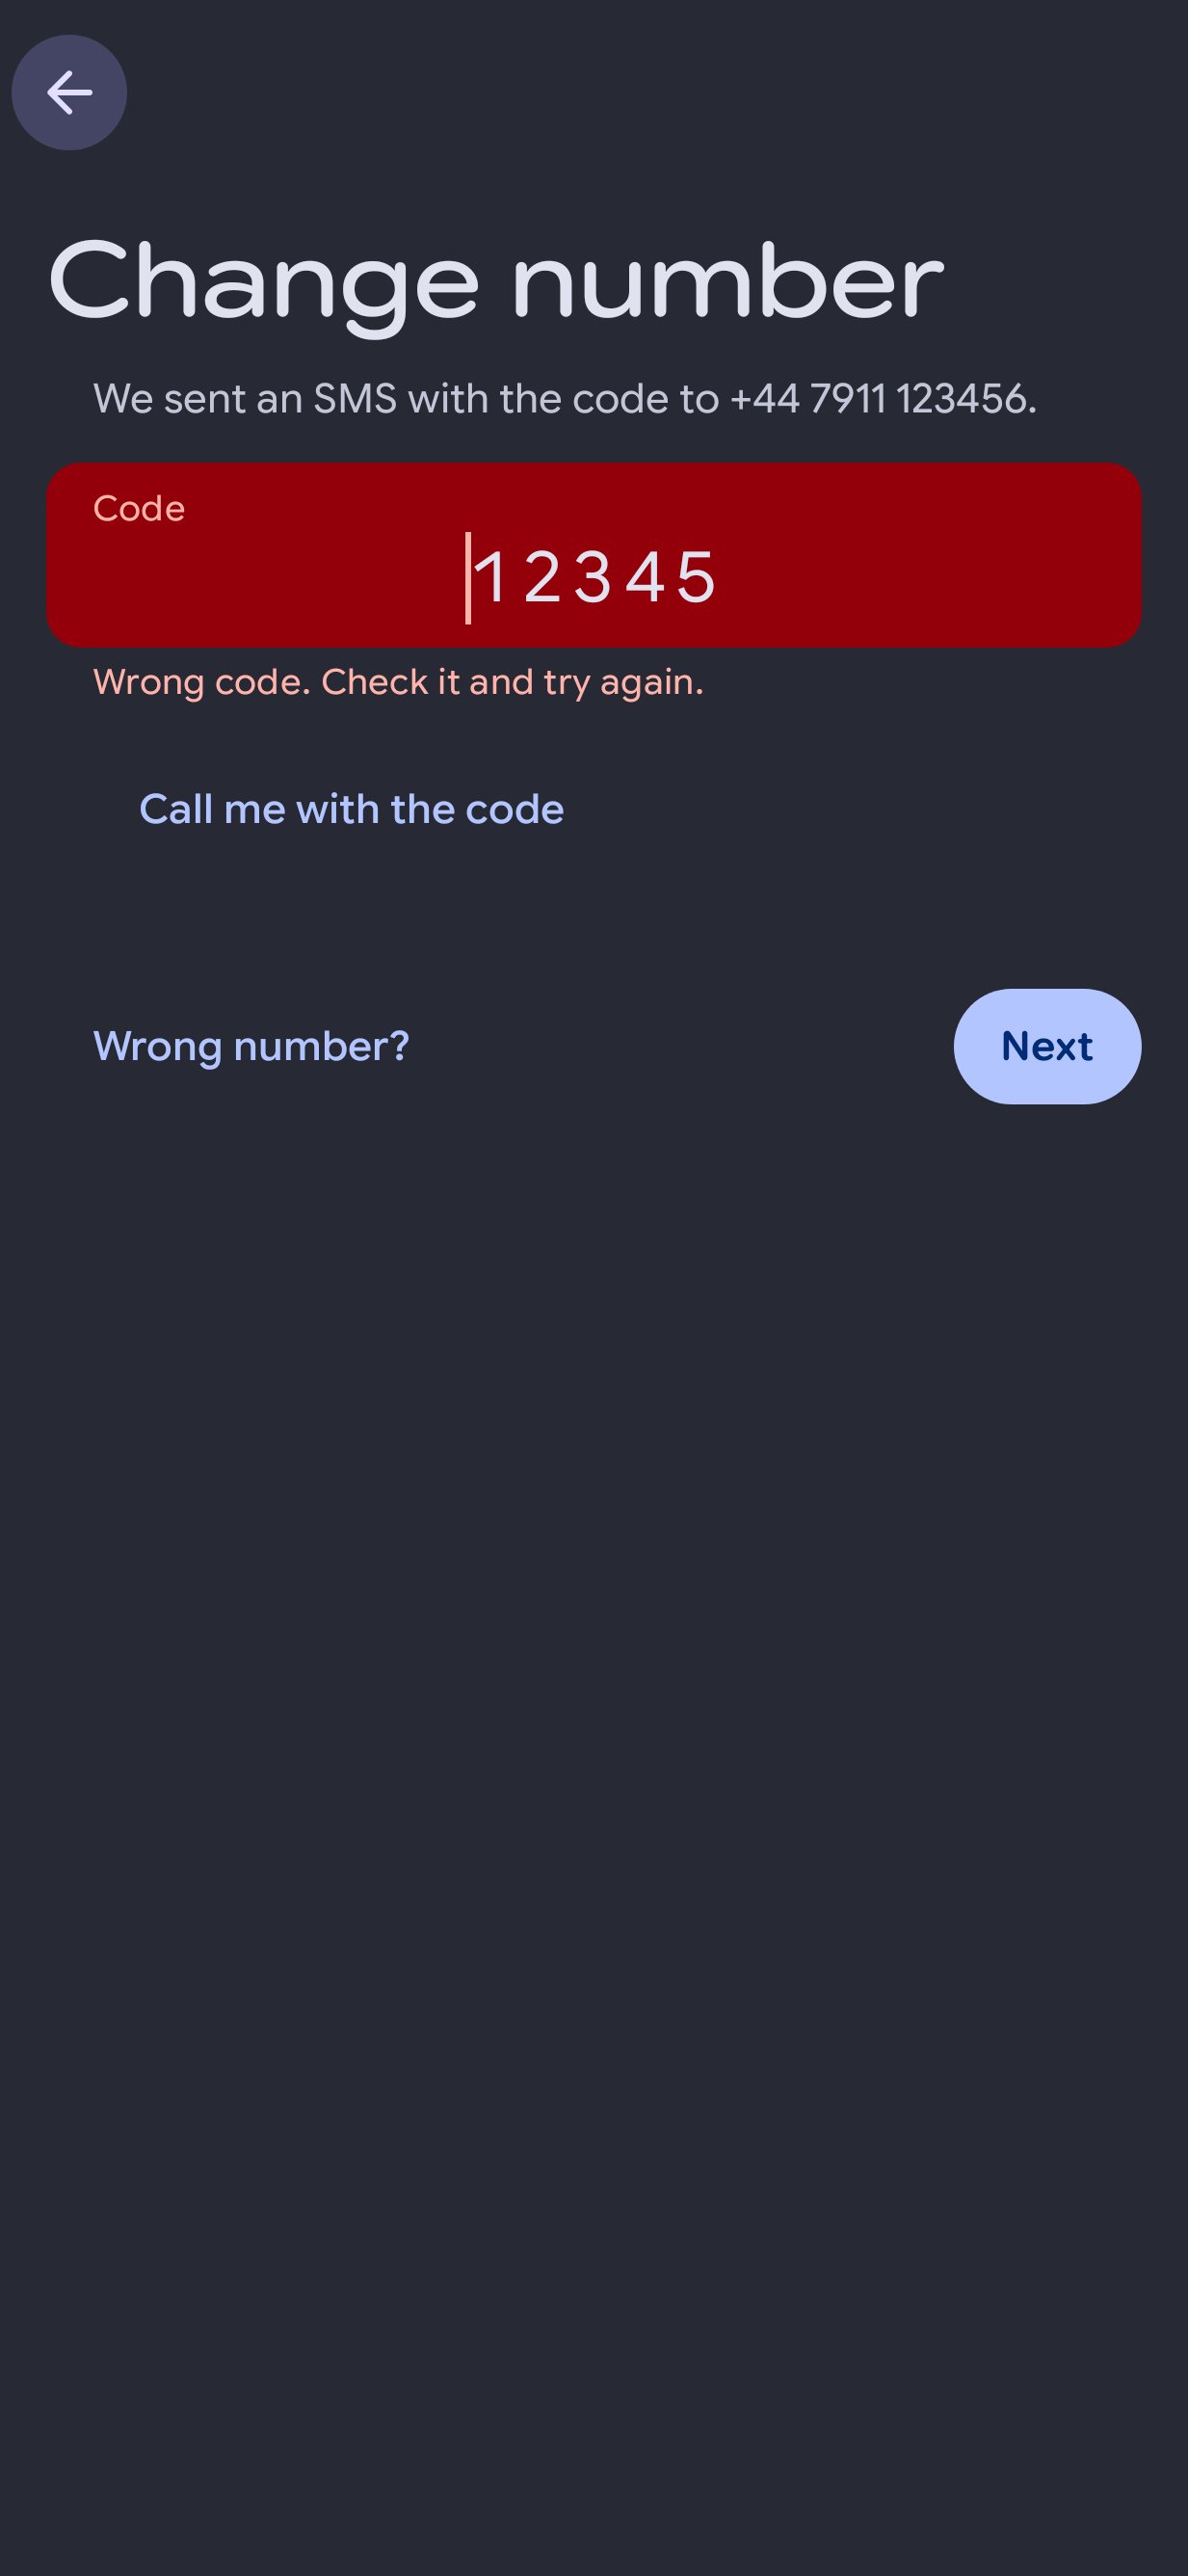 Change number
We sent an SMS with the code to +44 7911 123456.
Code
12345
Wrong code. Check it and try again.
Call me with the code
Wrong number?
Next